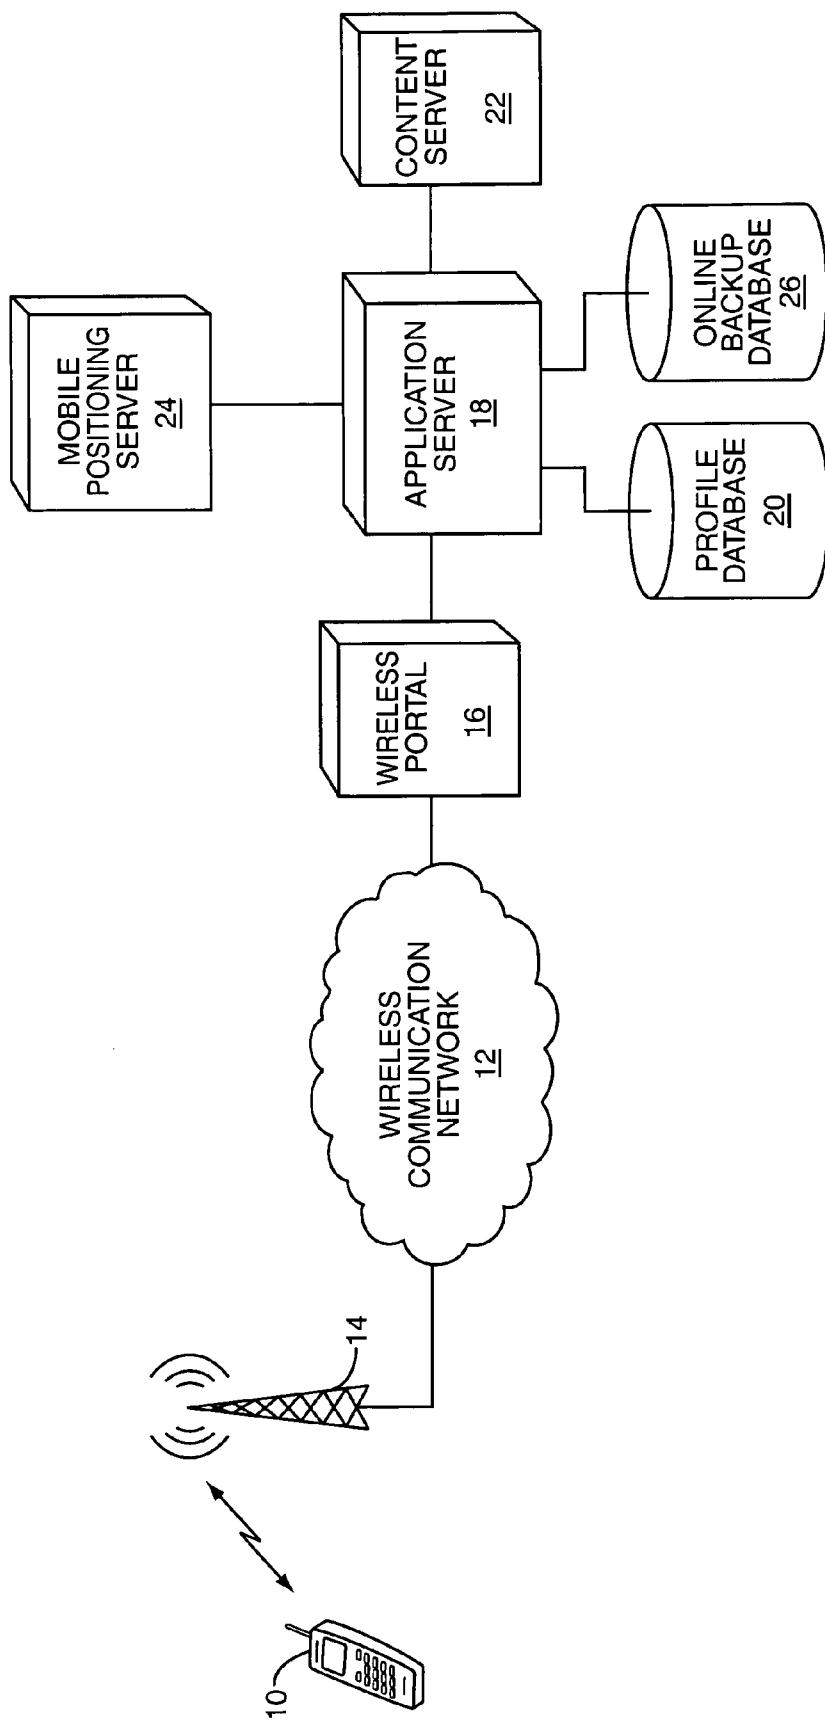 10
14
WIRELESS
COMMUNICATION
NETWORK
12
WIRELESS
PORTAL
16
MOBILE
POSITIONING
SERVER
24
APPLICATION
SERVER
18
CONTENT
SERVER
22
PROFILE
DATABASE
20
ONLINE
BACKUP
DATABASE
26